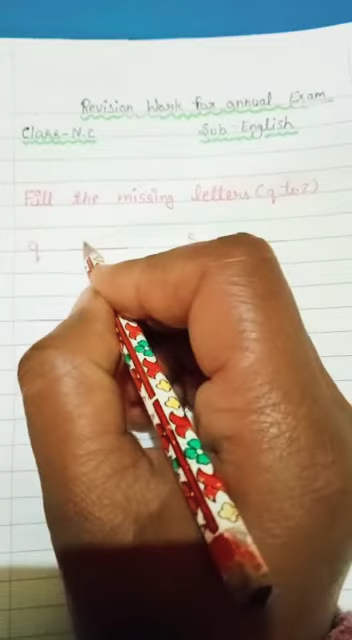 Revision Work for annual Exam
Class-N.C Sub English
Fill the missing letters (q to z)
q